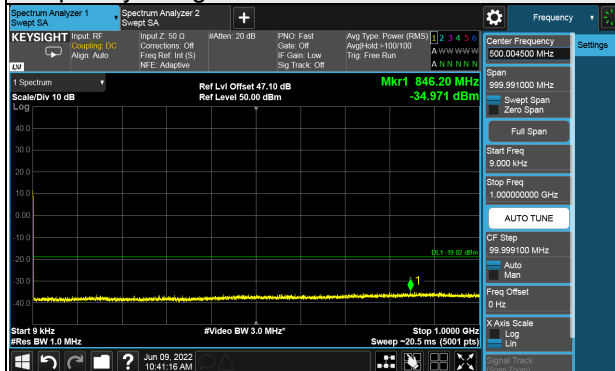 Spectrum Analyzer 1
Swept SA
Spectrum Analyzer 2
Swept SA
Frequency
Settings
KEYSIGHT
LXI
Input: RF
Coupling: DC
Align: Auto
Input Z: 50 Ω
Corrections: Off
Freq Ref: Int (S)
NFE: Adaptive
#Atten: 20 dB
PNO: Fast
Gate: Off
IF Gain: Low
Sig Track: Off
Avg Type: Power (RMS)
Avg|Hold:>100/100
Trig: Free Run
1 2 3 4 5 6
A W W W W W
A N N N N N
1 Spectrum
Scale/Div 10 dB
Log
Ref Lvl Offset 47.10 dB
Ref Level 50.00 dBm
Mkr1 846.20 MHz
-34.971 dBm
40.0
30.0
20.0
10.0
0.00
-10.0
-20.0
-30.0
-40.0
DL1 -19.02 dBm
1
Start 9 kHz
#Res BW 1.0 MHz
#Video BW 3.0 MHz*
Stop 1.0000 GHz
Sweep ~20.5 ms (5001 pts)
Jun 09, 2022
10:41:16 AM
Center Frequency
500.004500 MHz
Span
999.991000 MHz
Swept Span
Zero Span
Full Span
Start Freq
9.000 kHz
Stop Freq
1.000000000 GHz
AUTO TUNE
CF Step
99.999100 MHz
Auto
Man
Freq Offset
0 Hz
X Axis Scale
Log
Lin
Signal Track
(Span Zoom)